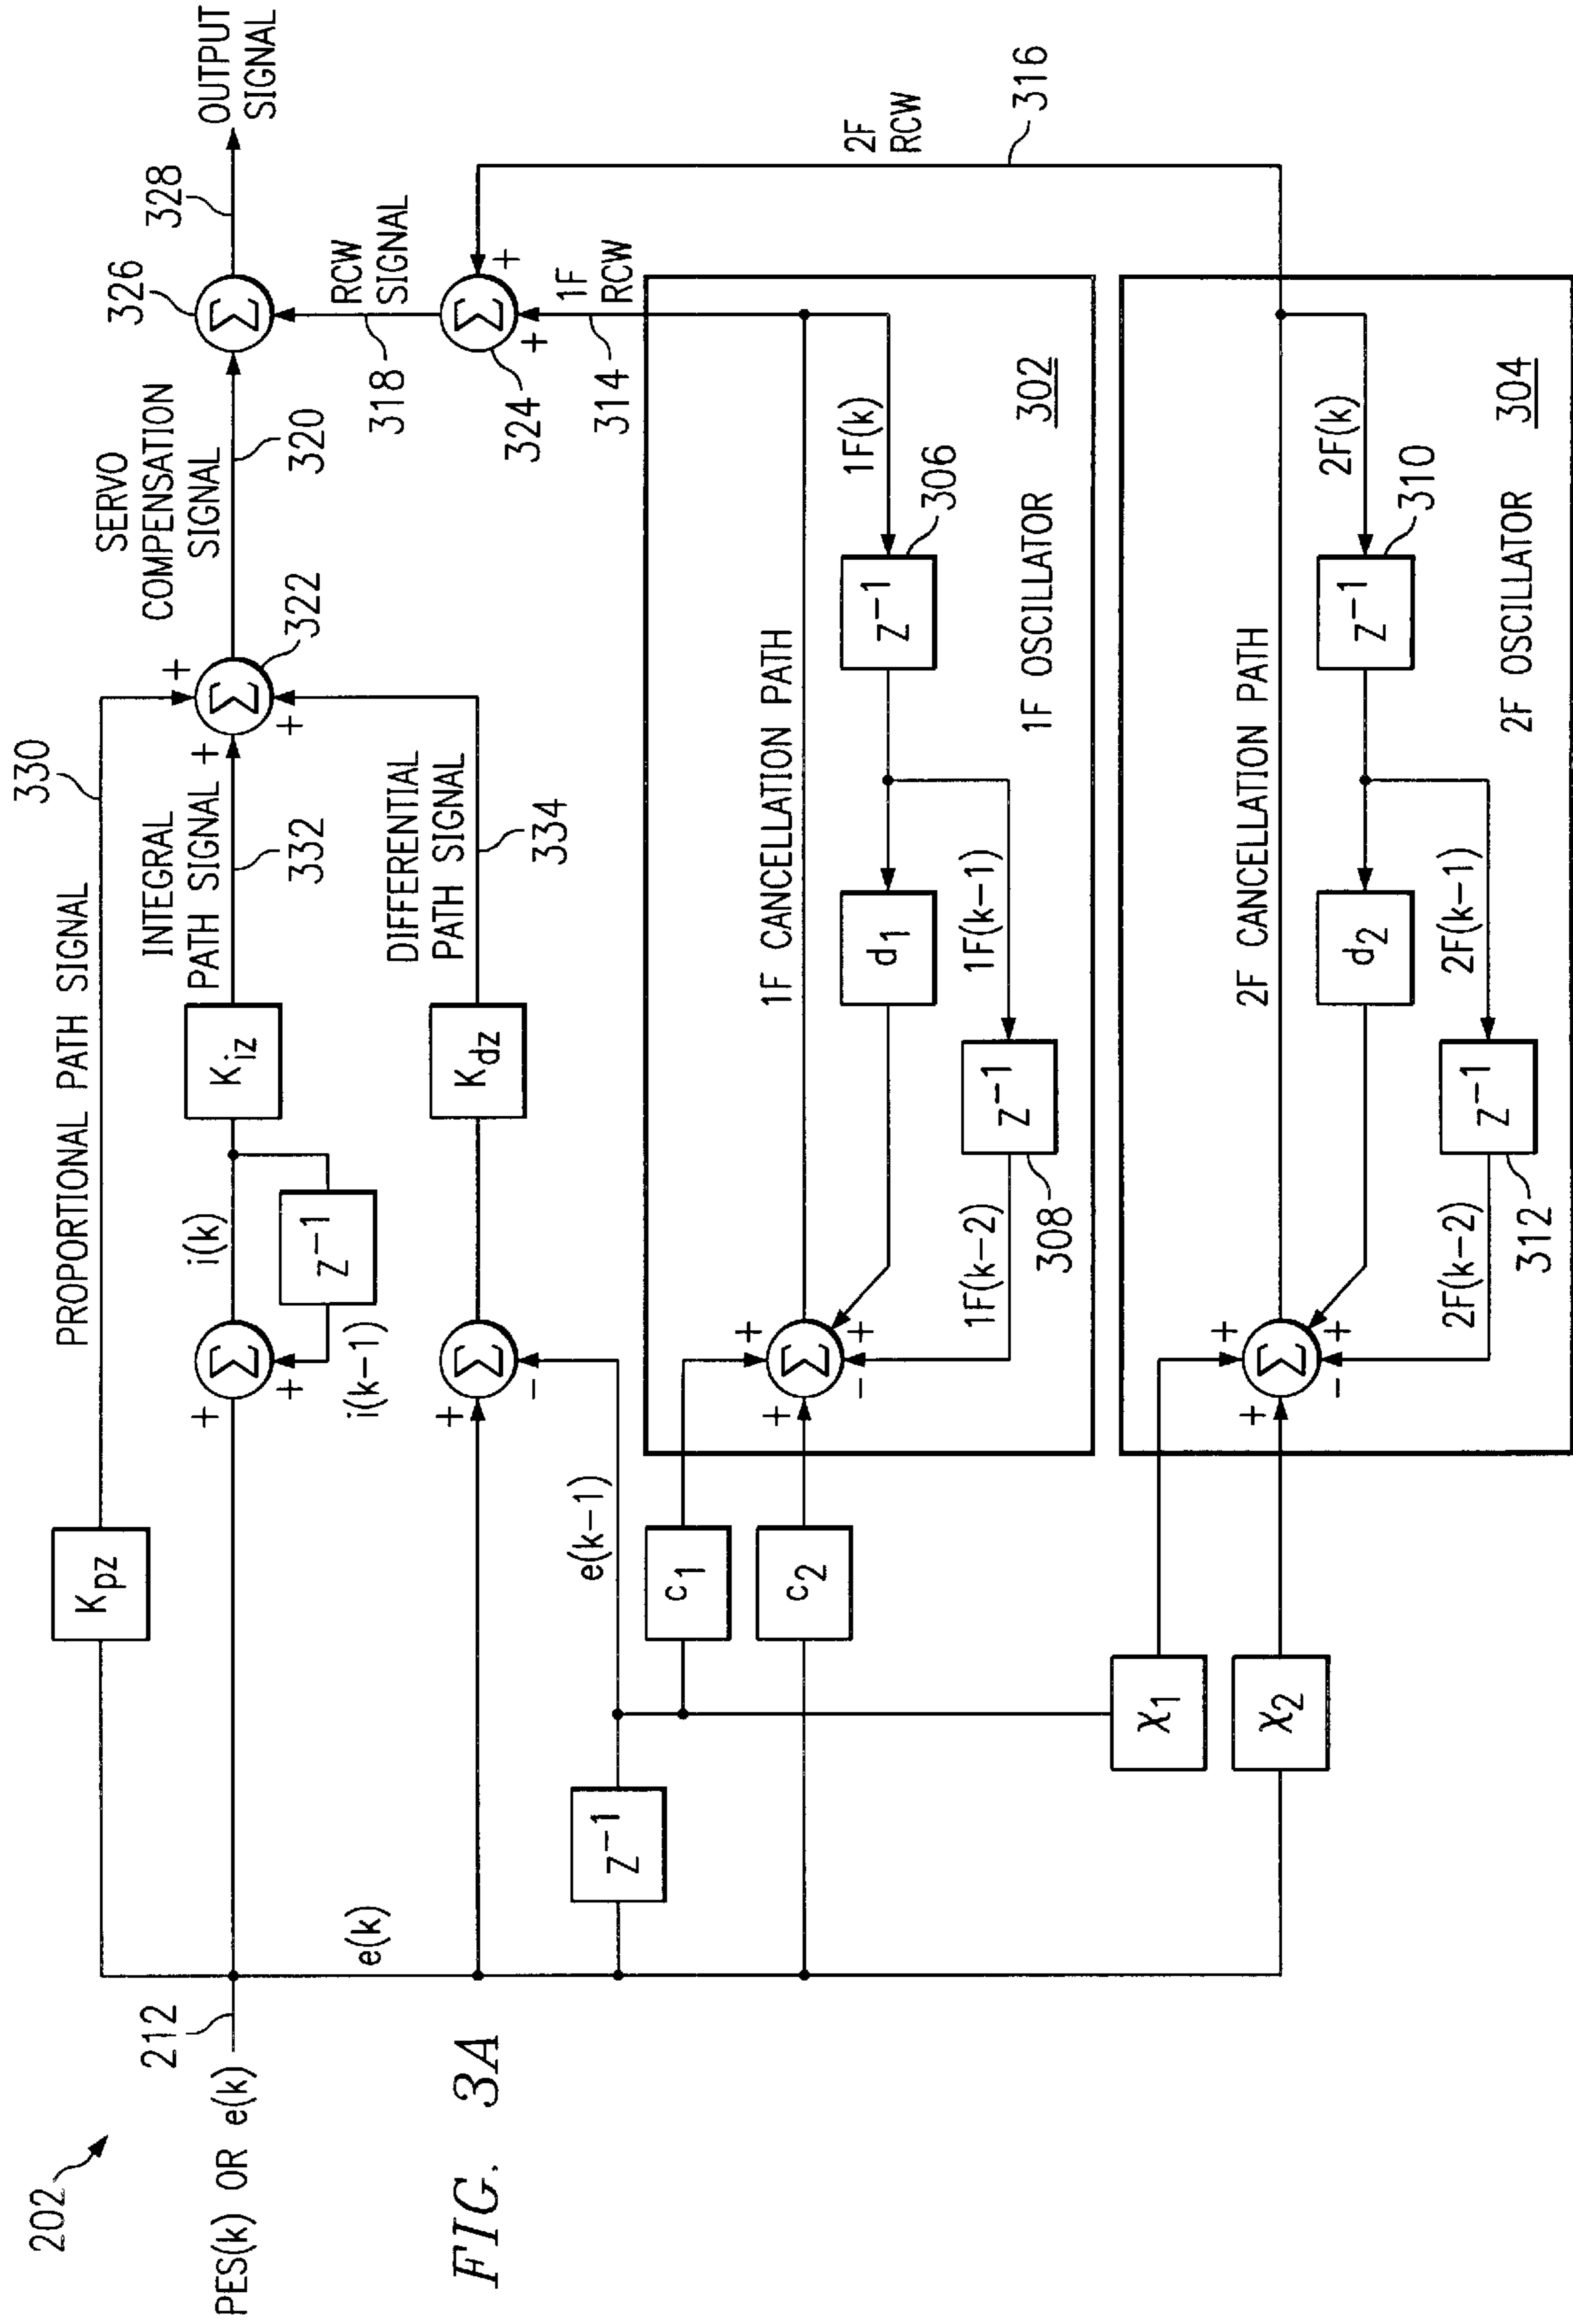 202
PES(k) OR e(k)
212
FIG. 3A
e(k)
Kpz
PROPORTIONAL PATH SIGNAL
330
Σ
+
+
i(k)
i(k-1)
Z⁻¹
Kiz
INTEGRAL
PATH SIGNAL
332
+
+
+
Σ
322
SERVO
COMPENSATION
SIGNAL
320
Σ
326
328
OUTPUT
SIGNAL
+
-
Σ
Kdz
DIFFERENTIAL
PATH SIGNAL
334
RCW
SIGNAL
318
Σ
324
+
+
1F
RCW
314
2F
RCW
316
Z⁻¹
e(k-1)
c1
c2
+
+
+
-
Σ
1F CANCELLATION PATH
1F(k)
Z⁻¹
306
d1
1F(k-1)
Z⁻¹
308
1F(k-2)
1F OSCILLATOR
302
χ1
χ2
+
+
+
-
Σ
2F CANCELLATION PATH
2F(k)
Z⁻¹
310
d2
2F(k-1)
Z⁻¹
312
2F(k-2)
2F OSCILLATOR
304